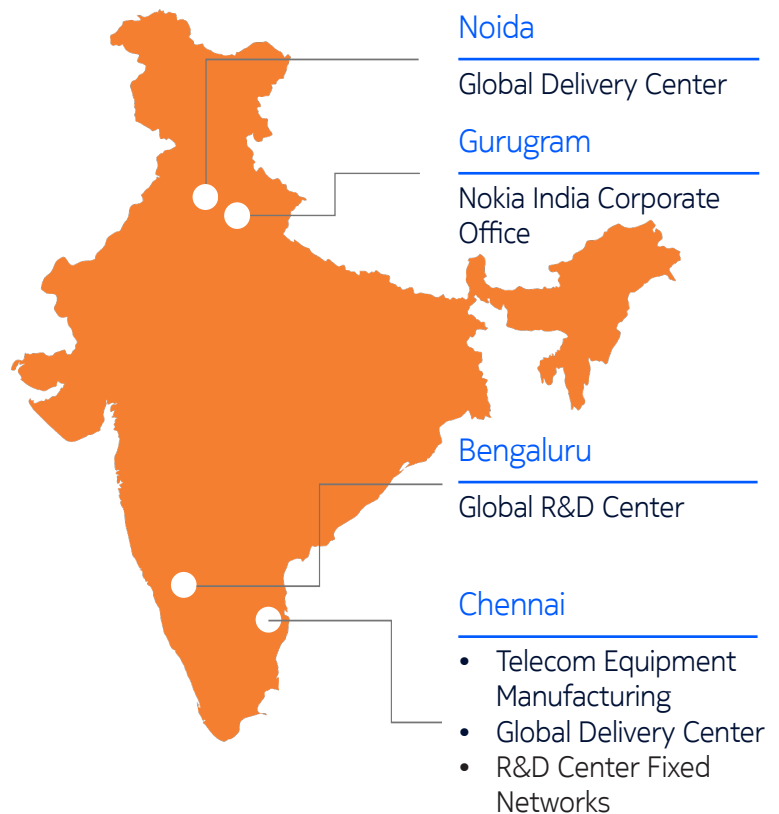 Noida
Global Delivery Center
Gurugram
Nokia India Corporate
Office
Bengaluru
Global R&D Center
Chennai
• Telecom Equipment
Manufacturing
• Global Delivery Center
• R&D Center Fixed
Networks